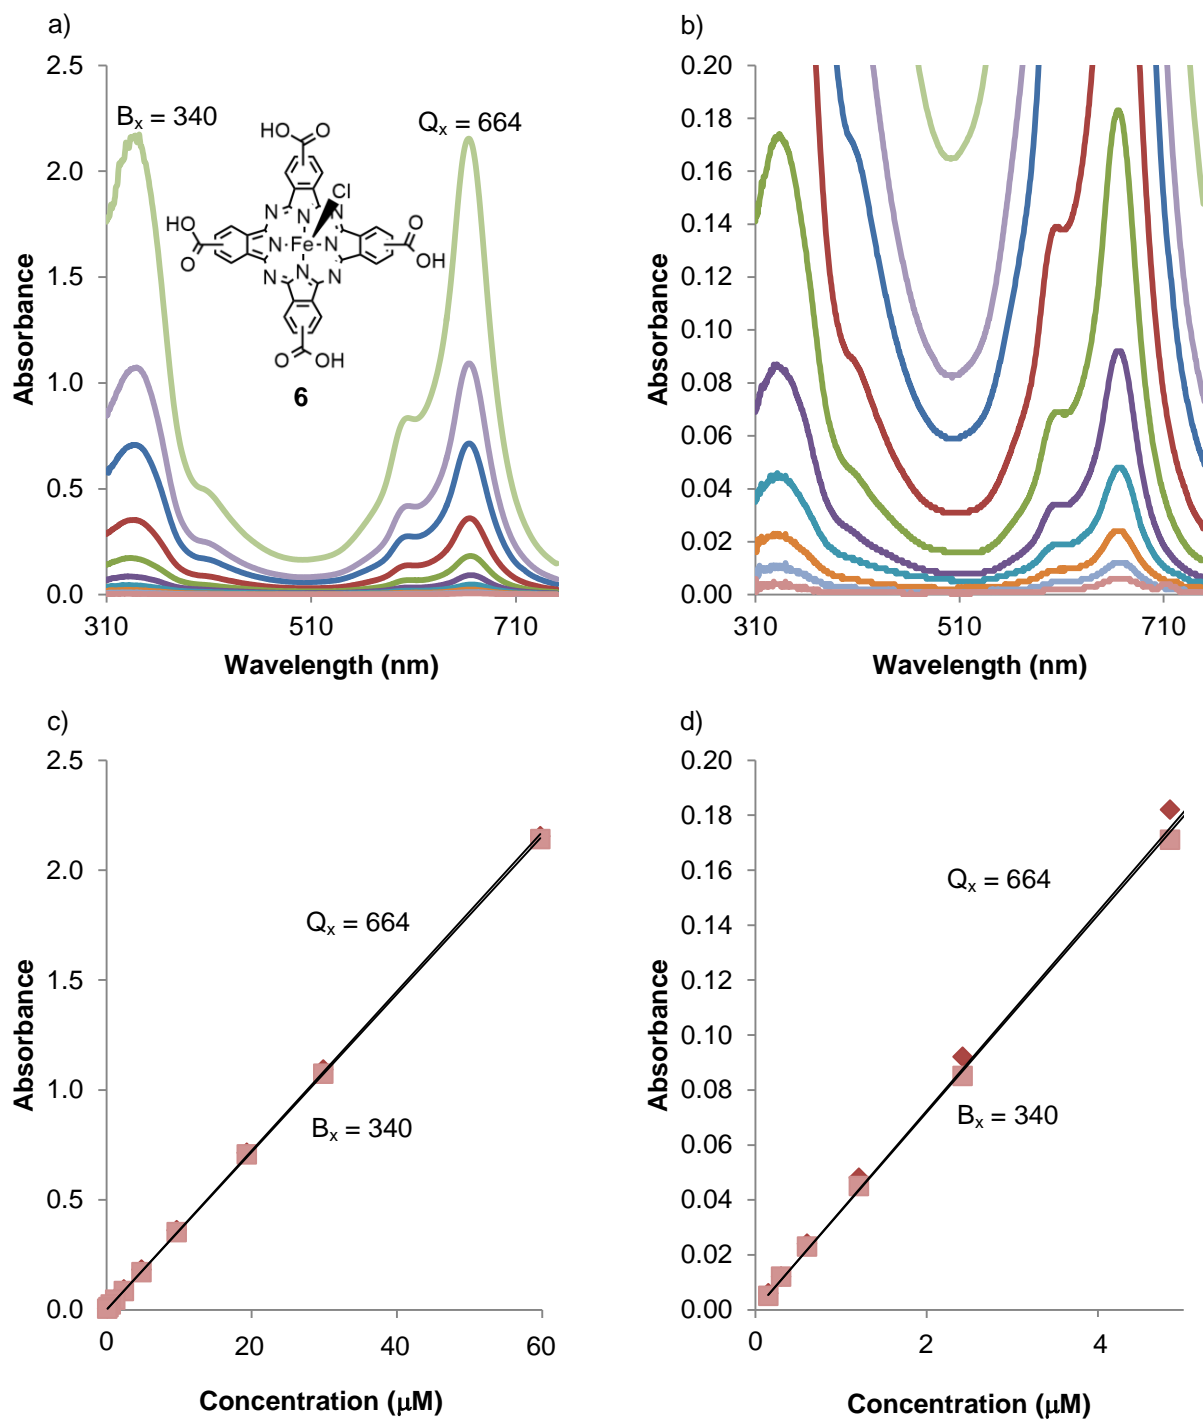 a)
2.5
2.0
1.5
1.0
0.5
0.0
310
510
710
Absorbance
Wavelength (nm)
Bₓ = 340
Qₓ = 664
HO
O
Cl
N
N
N
N
HO
O
N
Fe
N
O
OH
N
N
N
O
OH
6
b)
0.20
0.18
0.16
0.14
0.12
0.10
0.08
0.06
0.04
0.02
0.00
310
510
710
Absorbance
Wavelength (nm)
c)
2.5
2.0
1.5
1.0
0.5
0.0
0
20
40
60
Absorbance
Concentration (μM)
Qₓ = 664
Bₓ = 340
d)
0.20
0.18
0.16
0.14
0.12
0.10
0.08
0.06
0.04
0.02
0.00
0
2
4
Absorbance
Concentration (μM)
Qₓ = 664
Bₓ = 340